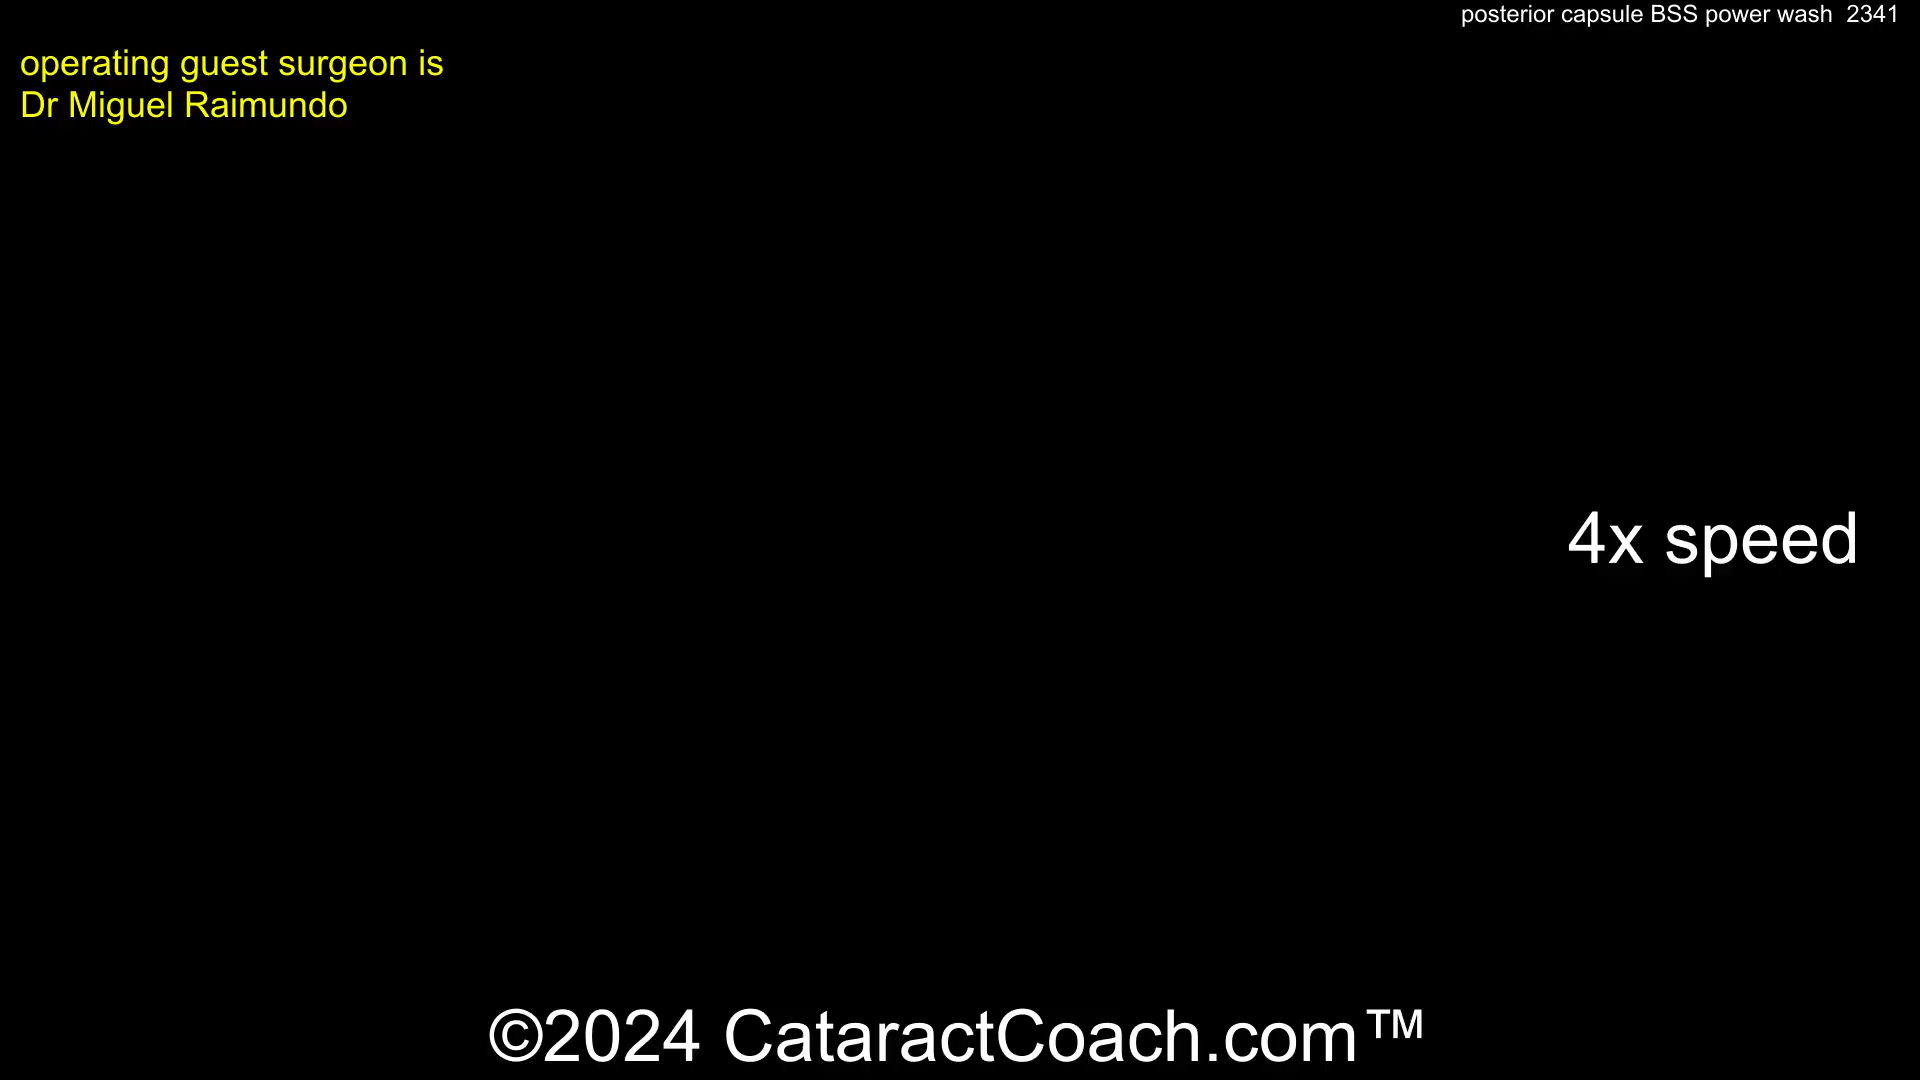 posterior capsule BSS power wash 2341
operating guest surgeon is
Dr Miguel Raimundo
4x speed
©2024 CataractCoach.com™